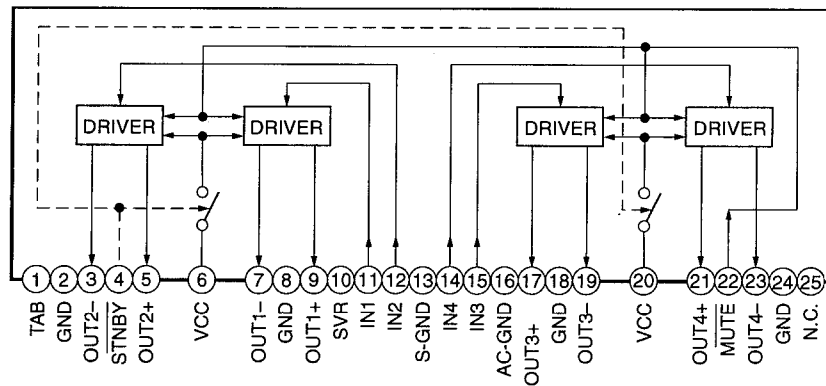 DRIVER DRIVER DRIVER DRIVER
1 2 3 4 5 6 7 8 9 10 11 12 13 14 15 16 17 18 19 20 21 22 23 24 25
TAB
GND
OUT2-
STNBY
OUT2+
VCC
OUT1-
GND
OUT1+
SVR
IN1
IN2
S-GND
IN4
IN3
AC-GND
OUT3+
GND
OUT3-
VCC
OUT4+
MUTE
OUT4-
GND
N.C.